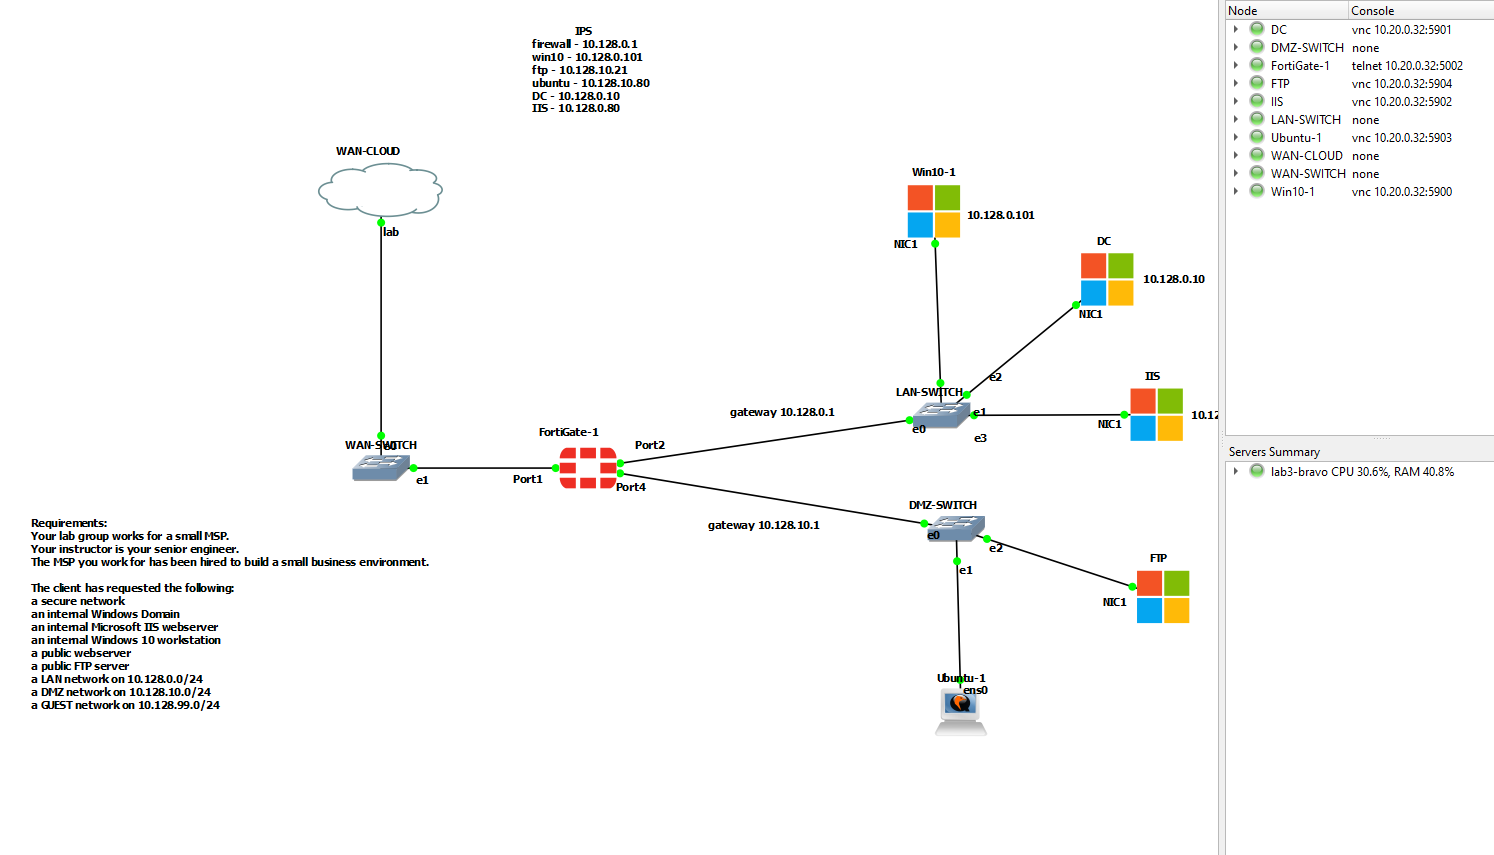 IPS
firewall - 10.128.0.1
win10 - 10.128.0.101
ftp - 10.128.10.21
ubuntu - 10.128.10.80
DC - 10.128.0.10
IIS - 10.128.0.80
WAN-CLOUD
lab
Win10-1
10.128.0.101
NIC1
DC
10.128.0.10
NIC1
e2
IIS
LAN-SWITCH
e1
10.12
NIC1
e0
e3
gateway 10.128.0.1
WAN-SWITCH
e0
e1
FortiGate-1
Port2
Port1
Port4
gateway 10.128.10.1
DMZ-SWITCH
e0
e2
e1
FTP
NIC1
Ubuntu-1
ens0
Requirements:
Your lab group works for a small MSP.
Your instructor is your senior engineer.
The MSP you work for has been hired to build a small business environment.
The client has requested the following:
a secure network
an internal Windows Domain
an internal Microsoft IIS webserver
an internal Windows 10 workstation
a public webserver
a public FTP server
a LAN network on 10.128.0.0/24
a DMZ network on 10.128.10.0/24
a GUEST network on 10.128.99.0/24
Node Console
DC vnc 10.20.0.32:5901
DMZ-SWITCH none
FortiGate-1 telnet 10.20.0.32:5002
FTP vnc 10.20.0.32:5904
IIS vnc 10.20.0.32:5902
LAN-SWITCH none
Ubuntu-1 vnc 10.20.0.32:5903
WAN-CLOUD none
WAN-SWITCH none
Win10-1 vnc 10.20.0.32:5900
Servers Summary
lab3-bravo CPU 30.6%, RAM 40.8%